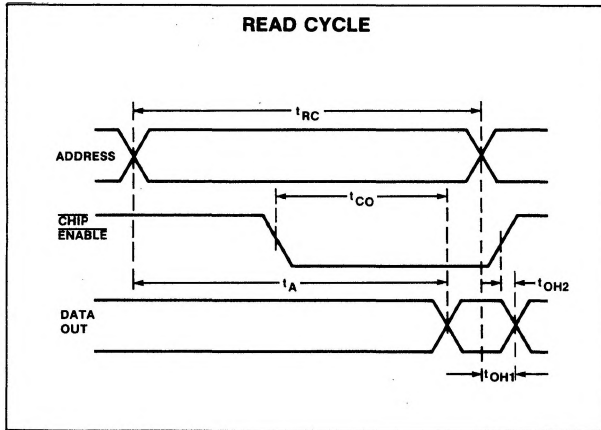 READ CYCLE
tRC
ADDRESS
tCO
CHIP
ENABLE
tA
tOH2
DATA
OUT
tOH1